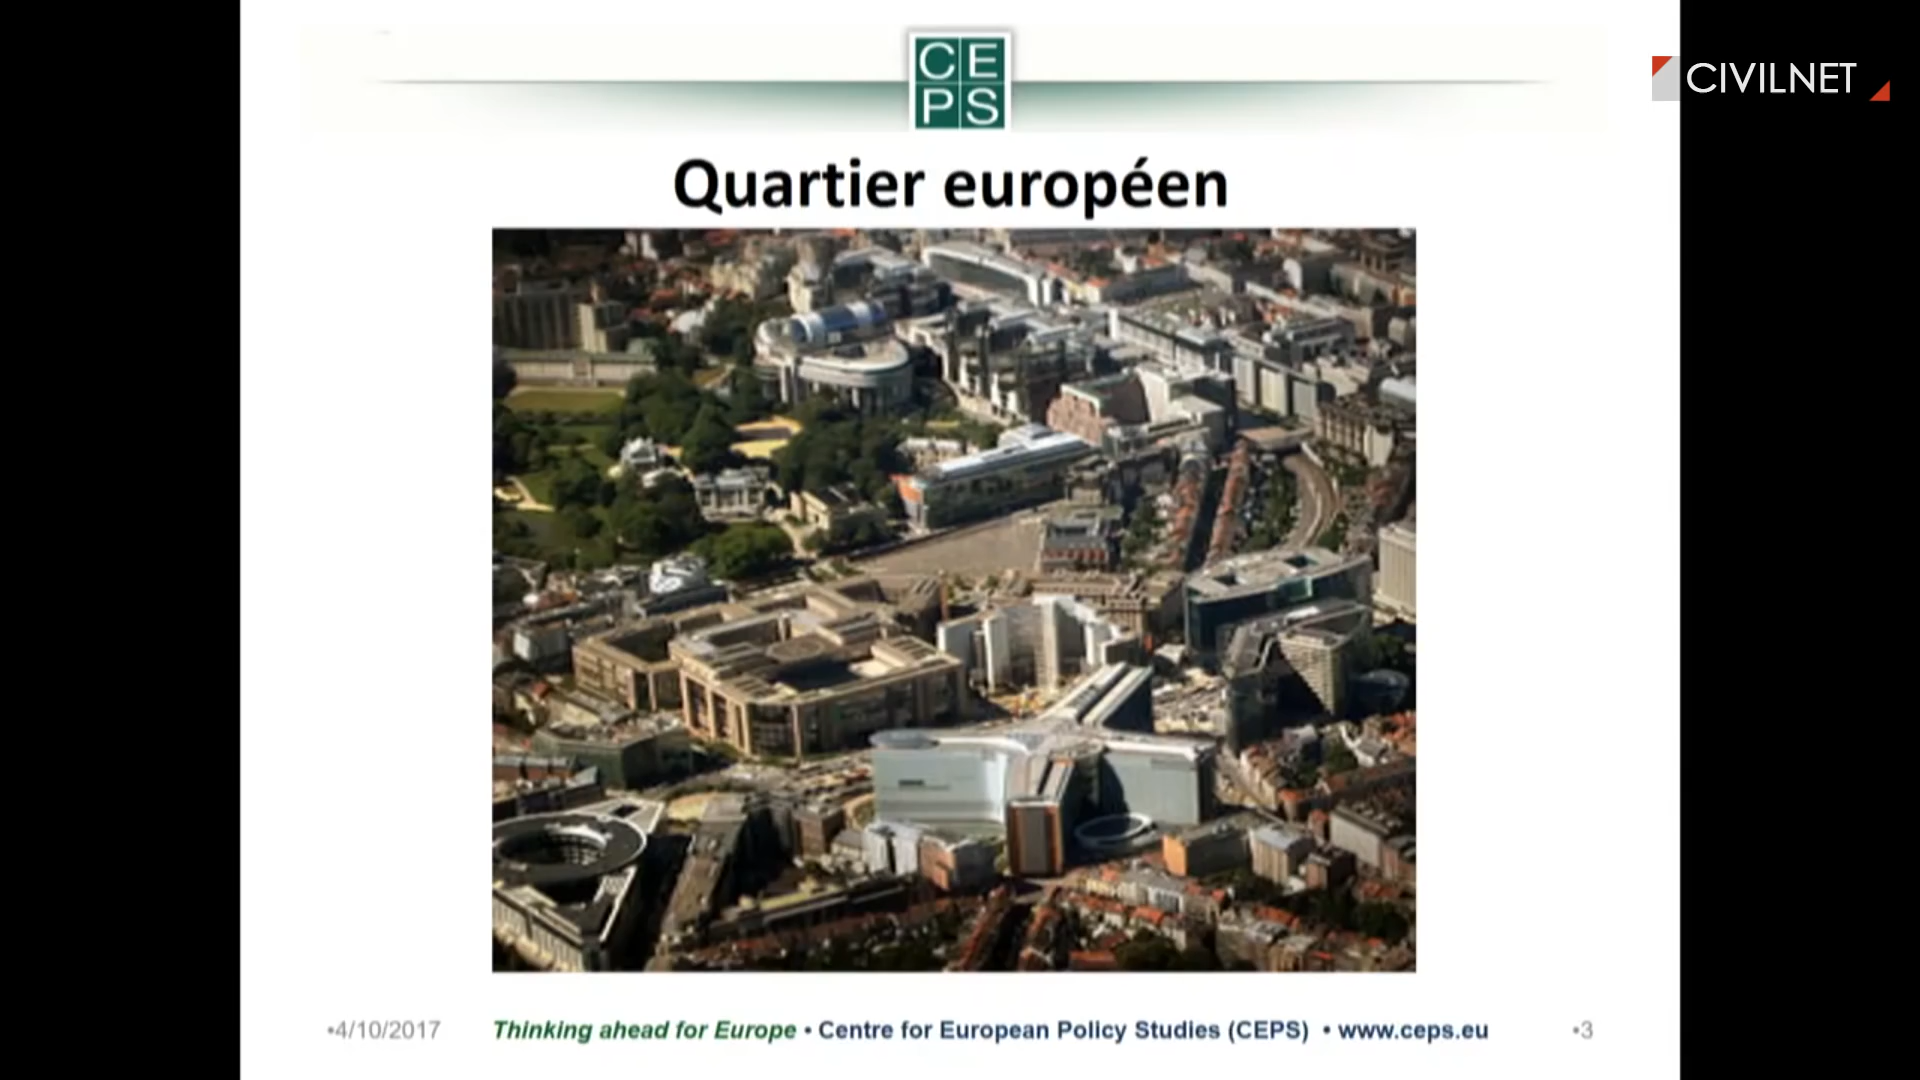 CE
PS
CIVILNET
Quartier européen
•4/10/2017 Thinking ahead for Europe • Centre for European Policy Studies (CEPS) • www.ceps.eu •3